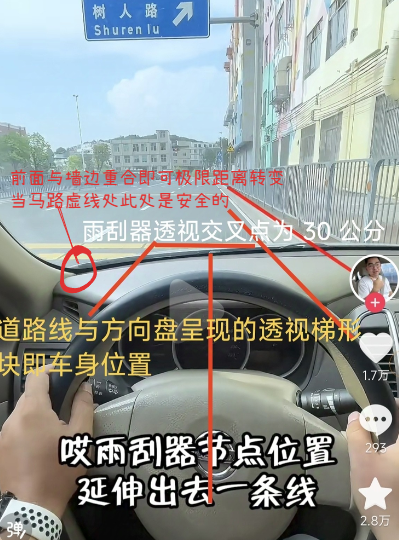 树人路
Shuren lu
前面与墙边重合即可极限距离转变
当马路虚线处此处是安全的
雨刮器透视交叉点为 30 公分
道路线与方向盘呈现的透视梯形
块即车身位置
1.7万
哎雨刮器节点位置
延伸出去一条线
293
2.8万
弹